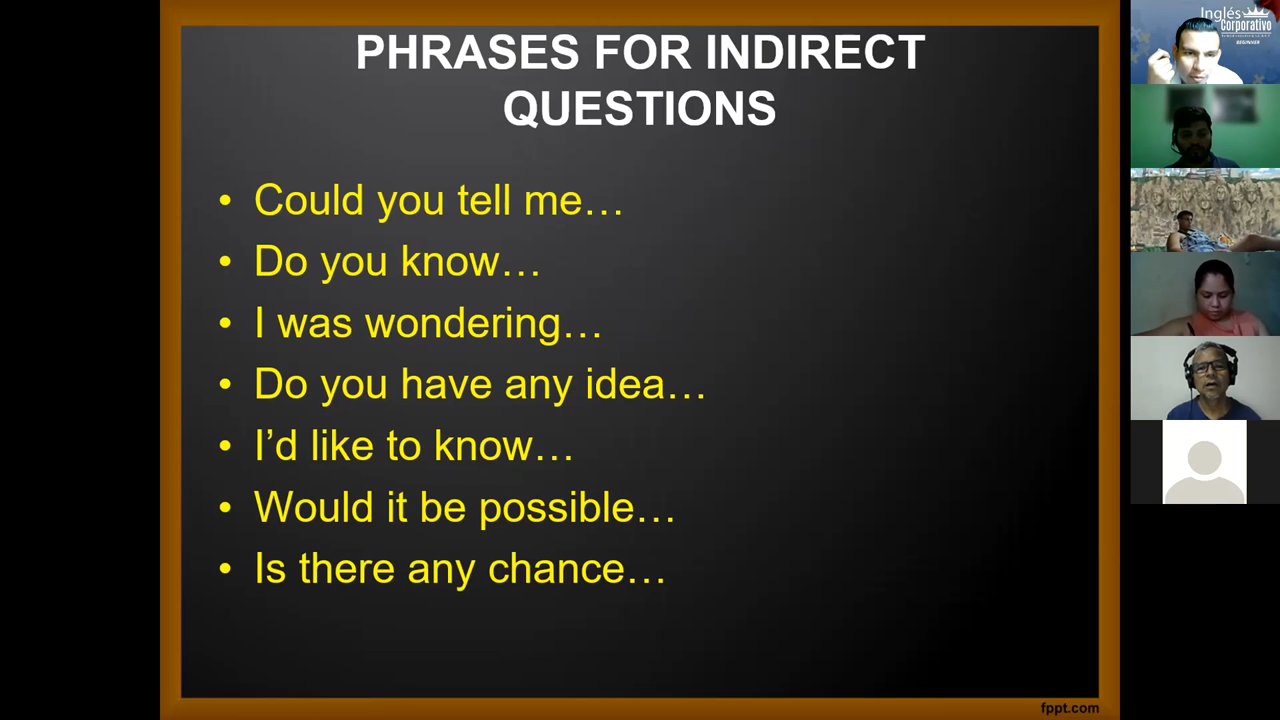 PHRASES FOR INDIRECT
QUESTIONS
• Could you tell me…
• Do you know…
• I was wondering…
• Do you have any idea…
• I’d like to know…
• Would it be possible…
• Is there any chance…
fppt.com
Inglés
Corporativo
BEGINNER